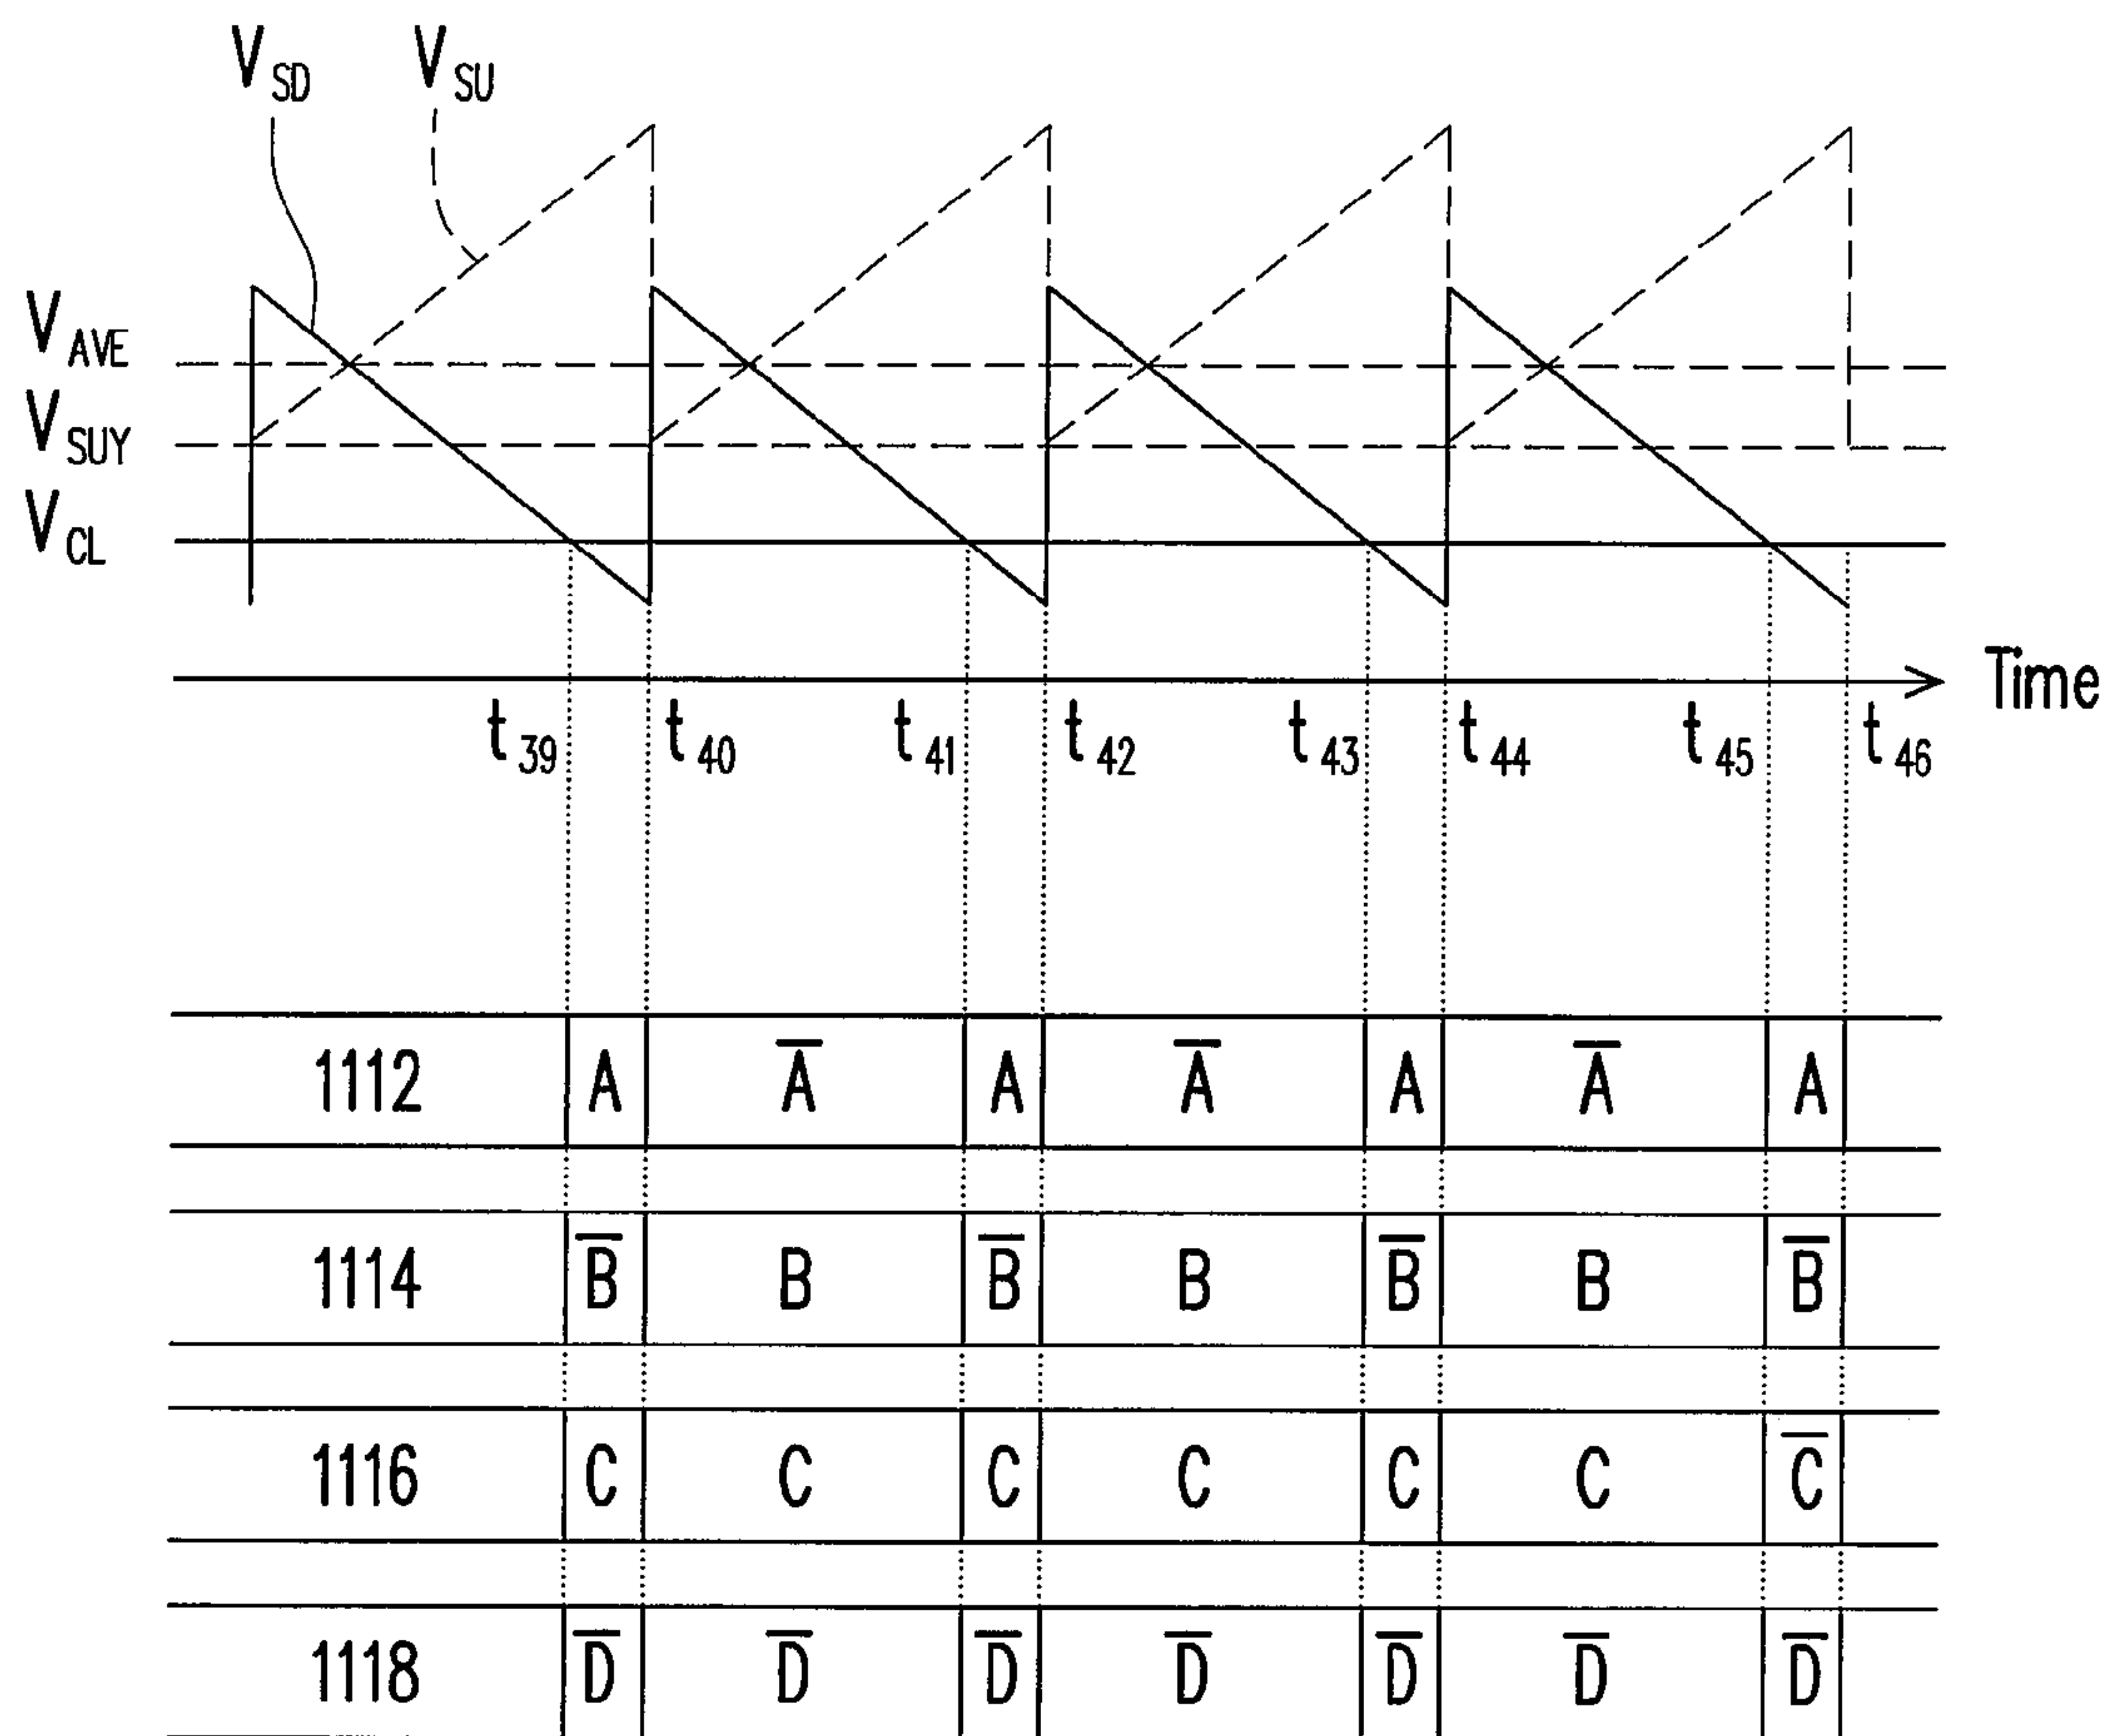 V_SD V_SU
V_AVE
V_SUY
V_CL
Time
t_39 t_40 t_41 t_42 t_43 t_44 t_45 t_46
1112 A A̅ A A̅ A A̅ A
1114 B̅ B B̅ B B̅ B B̅
1116 C C C C C C C̅
1118 D̅ D̅ D̅ D̅ D̅ D̅ D̅